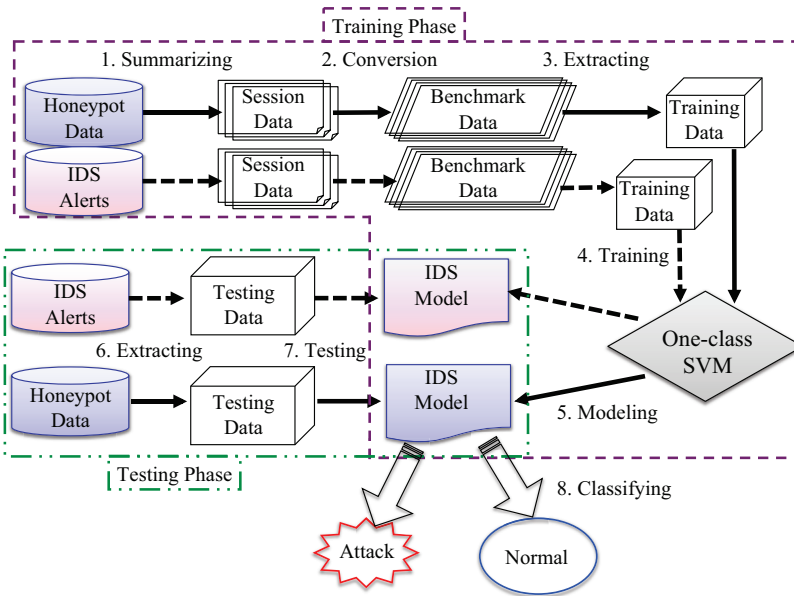 Training Phase
1. Summarizing
2. Conversion
3. Extracting
Honeypot
Data
Session
Data
Benchmark
Data
Training
Data
IDS
Alerts
Session
Data
Benchmark
Data
Training
Data
4. Training
IDS
Alerts
Testing
Data
IDS
Model
One-class
SVM
6. Extracting
7. Testing
Honeypot
Data
Testing
Data
IDS
Model
5. Modeling
Testing Phase
8. Classifying
Attack
Normal